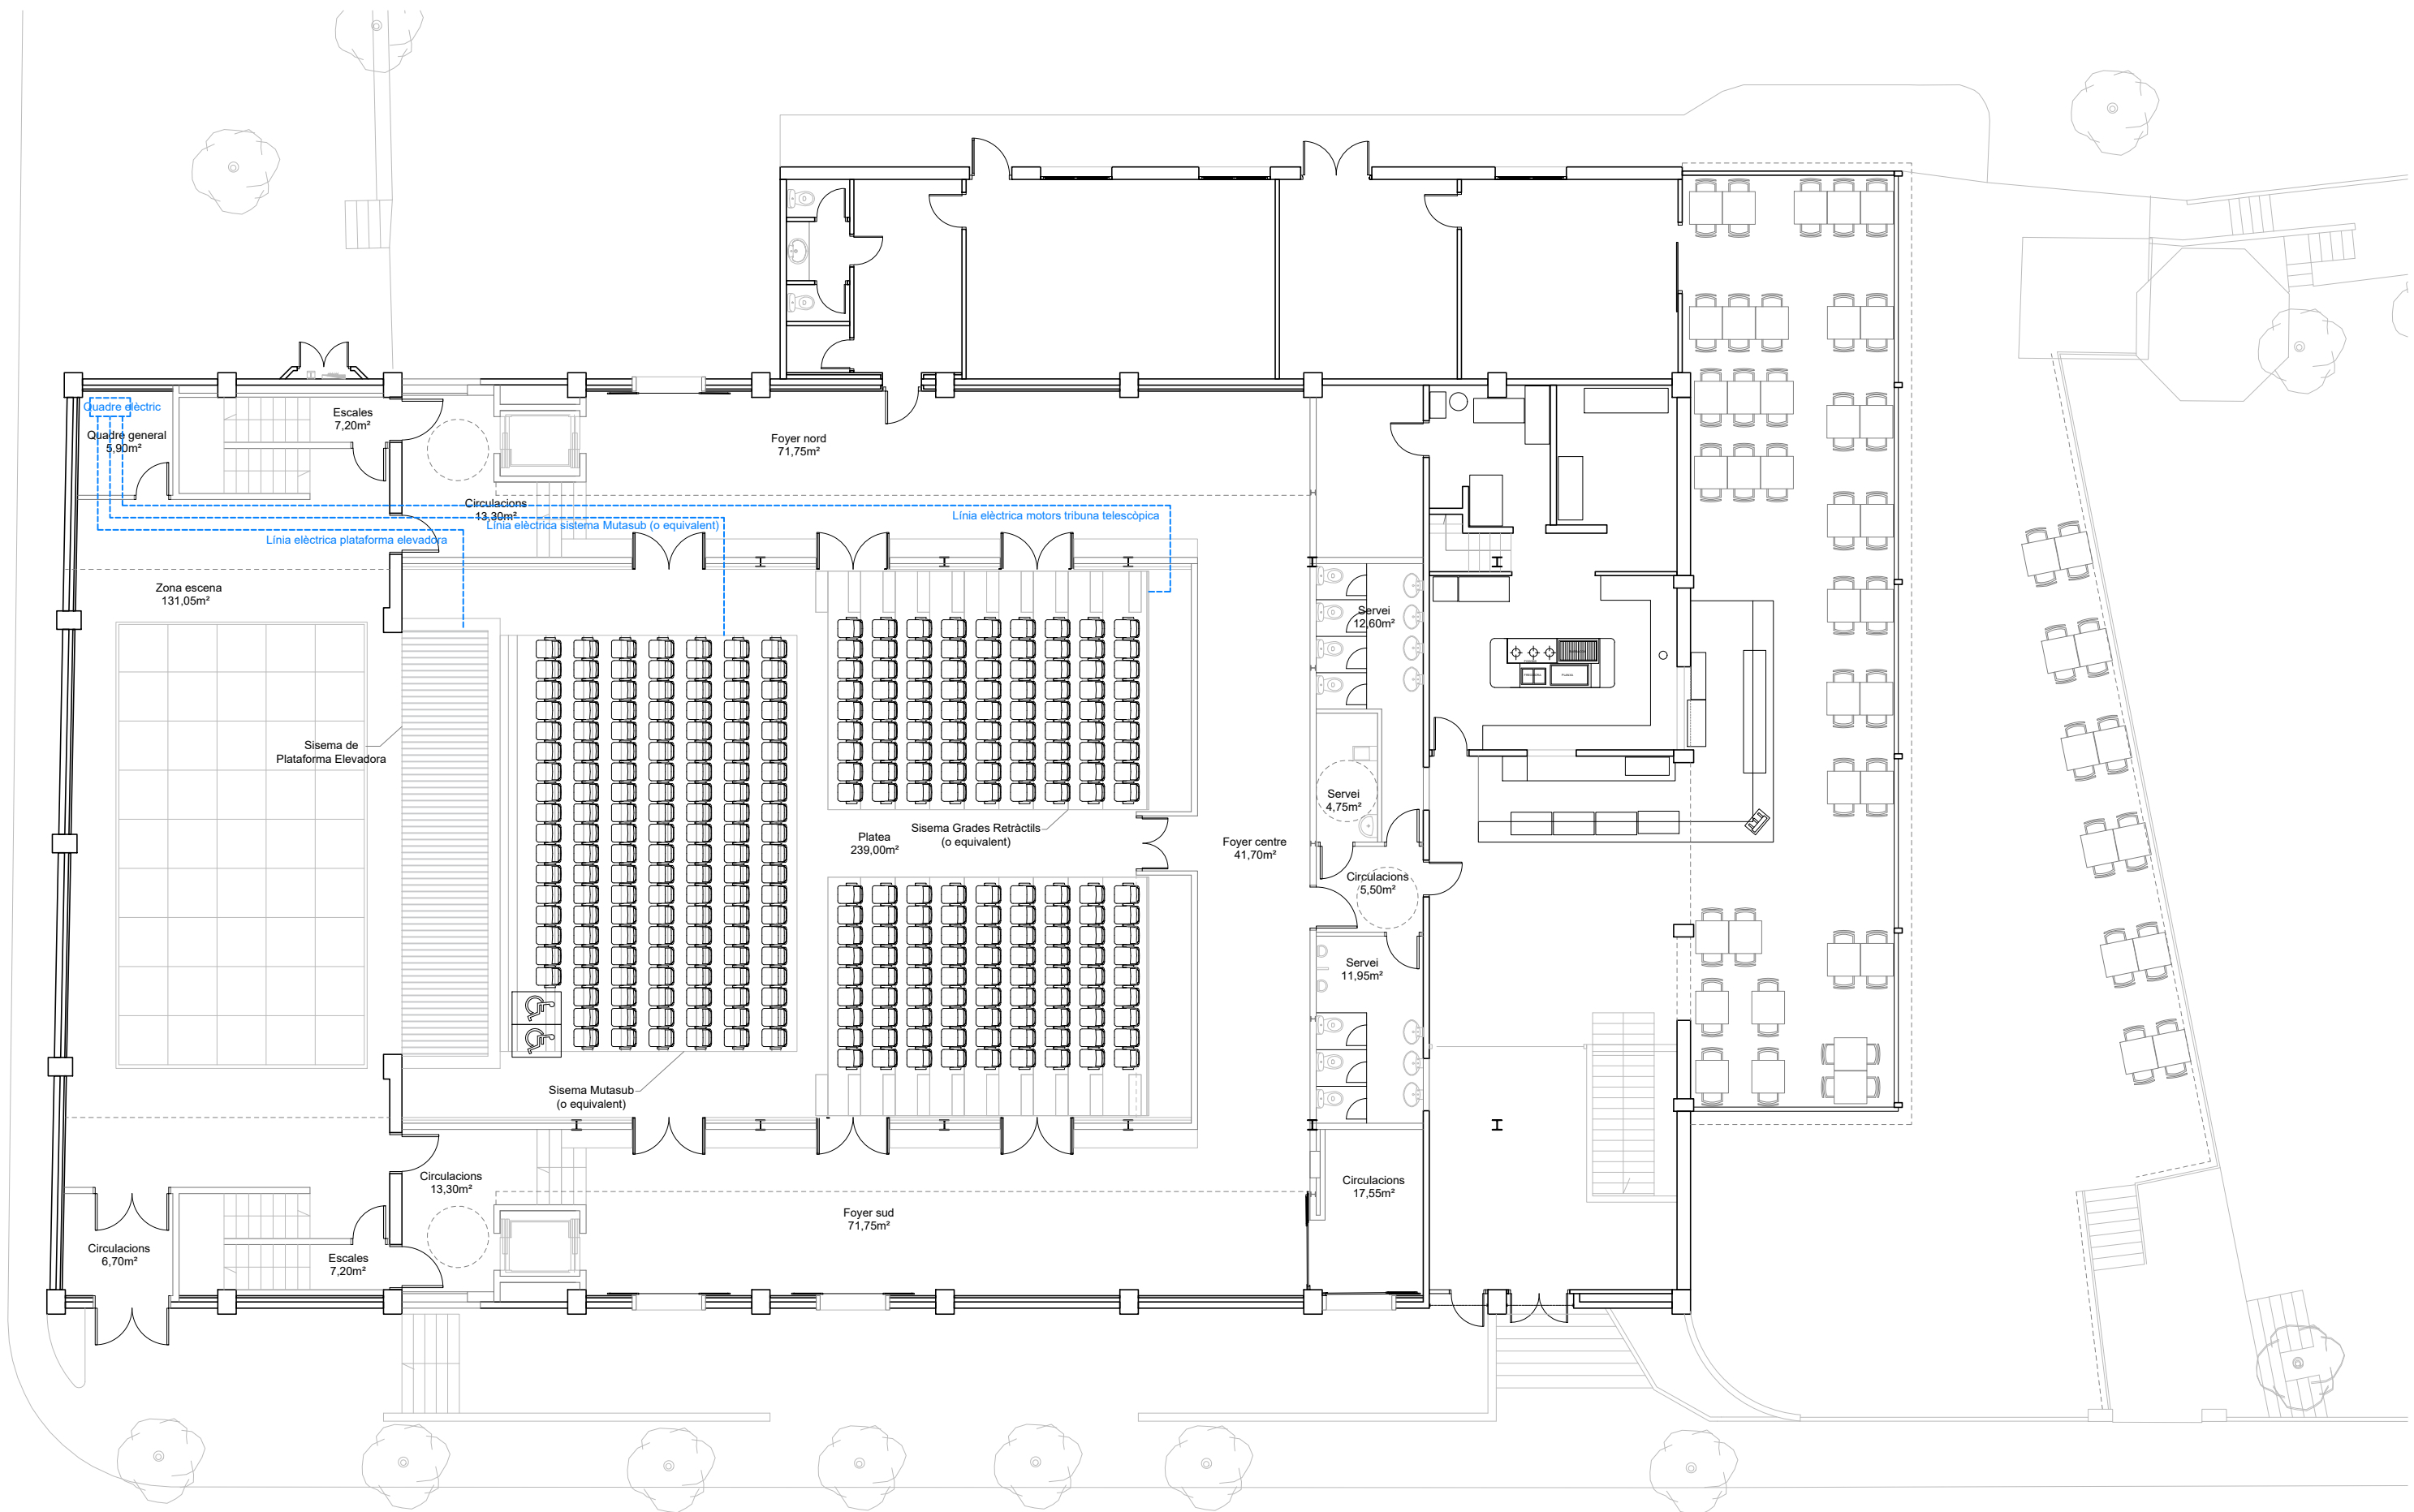 Quadre elèctric
Quadre general
5,90m²
Escales
7,20m²
Foyer nord
71,75m²
Circulacions
13,30m²
Línia elèctrica sistema Mutasub (o equivalent)
Línia elèctrica motors tribuna telescòpica
Línia elèctrica plataforma elevadora
Zona escena
131,05m²
Servei
12,60m²
Sisema de
Plataforma Elevadora
Servei
4,75m²
Platea
239,00m²
Sisema Grades Retràctils
(o equivalent)
Foyer centre
41,70m²
Circulacions
5,50m²
Servei
11,95m²
Sisema Mutasub
(o equivalent)
Circulacions
13,30m²
Circulacions
17,55m²
Foyer sud
71,75m²
Circulacions
6,70m²
Escales
7,20m²